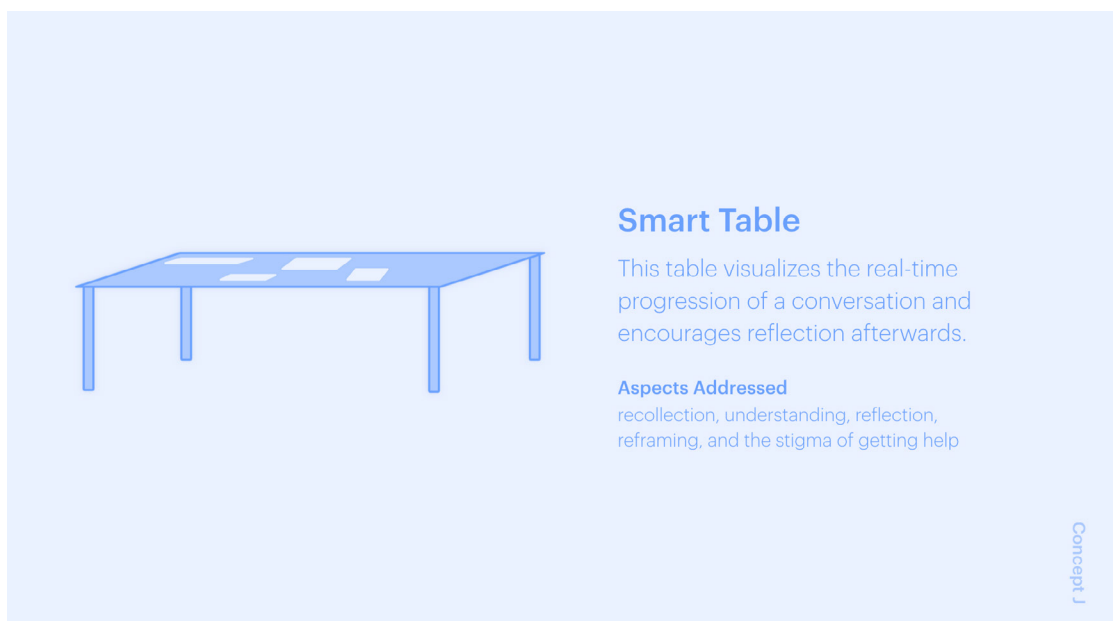 Smart Table
This table visualizes the real-time
progression of a conversation and
encourages reflection afterwards.
Aspects Addressed
recollection, understanding, reflection,
reframing, and the stigma of getting help
Concept J